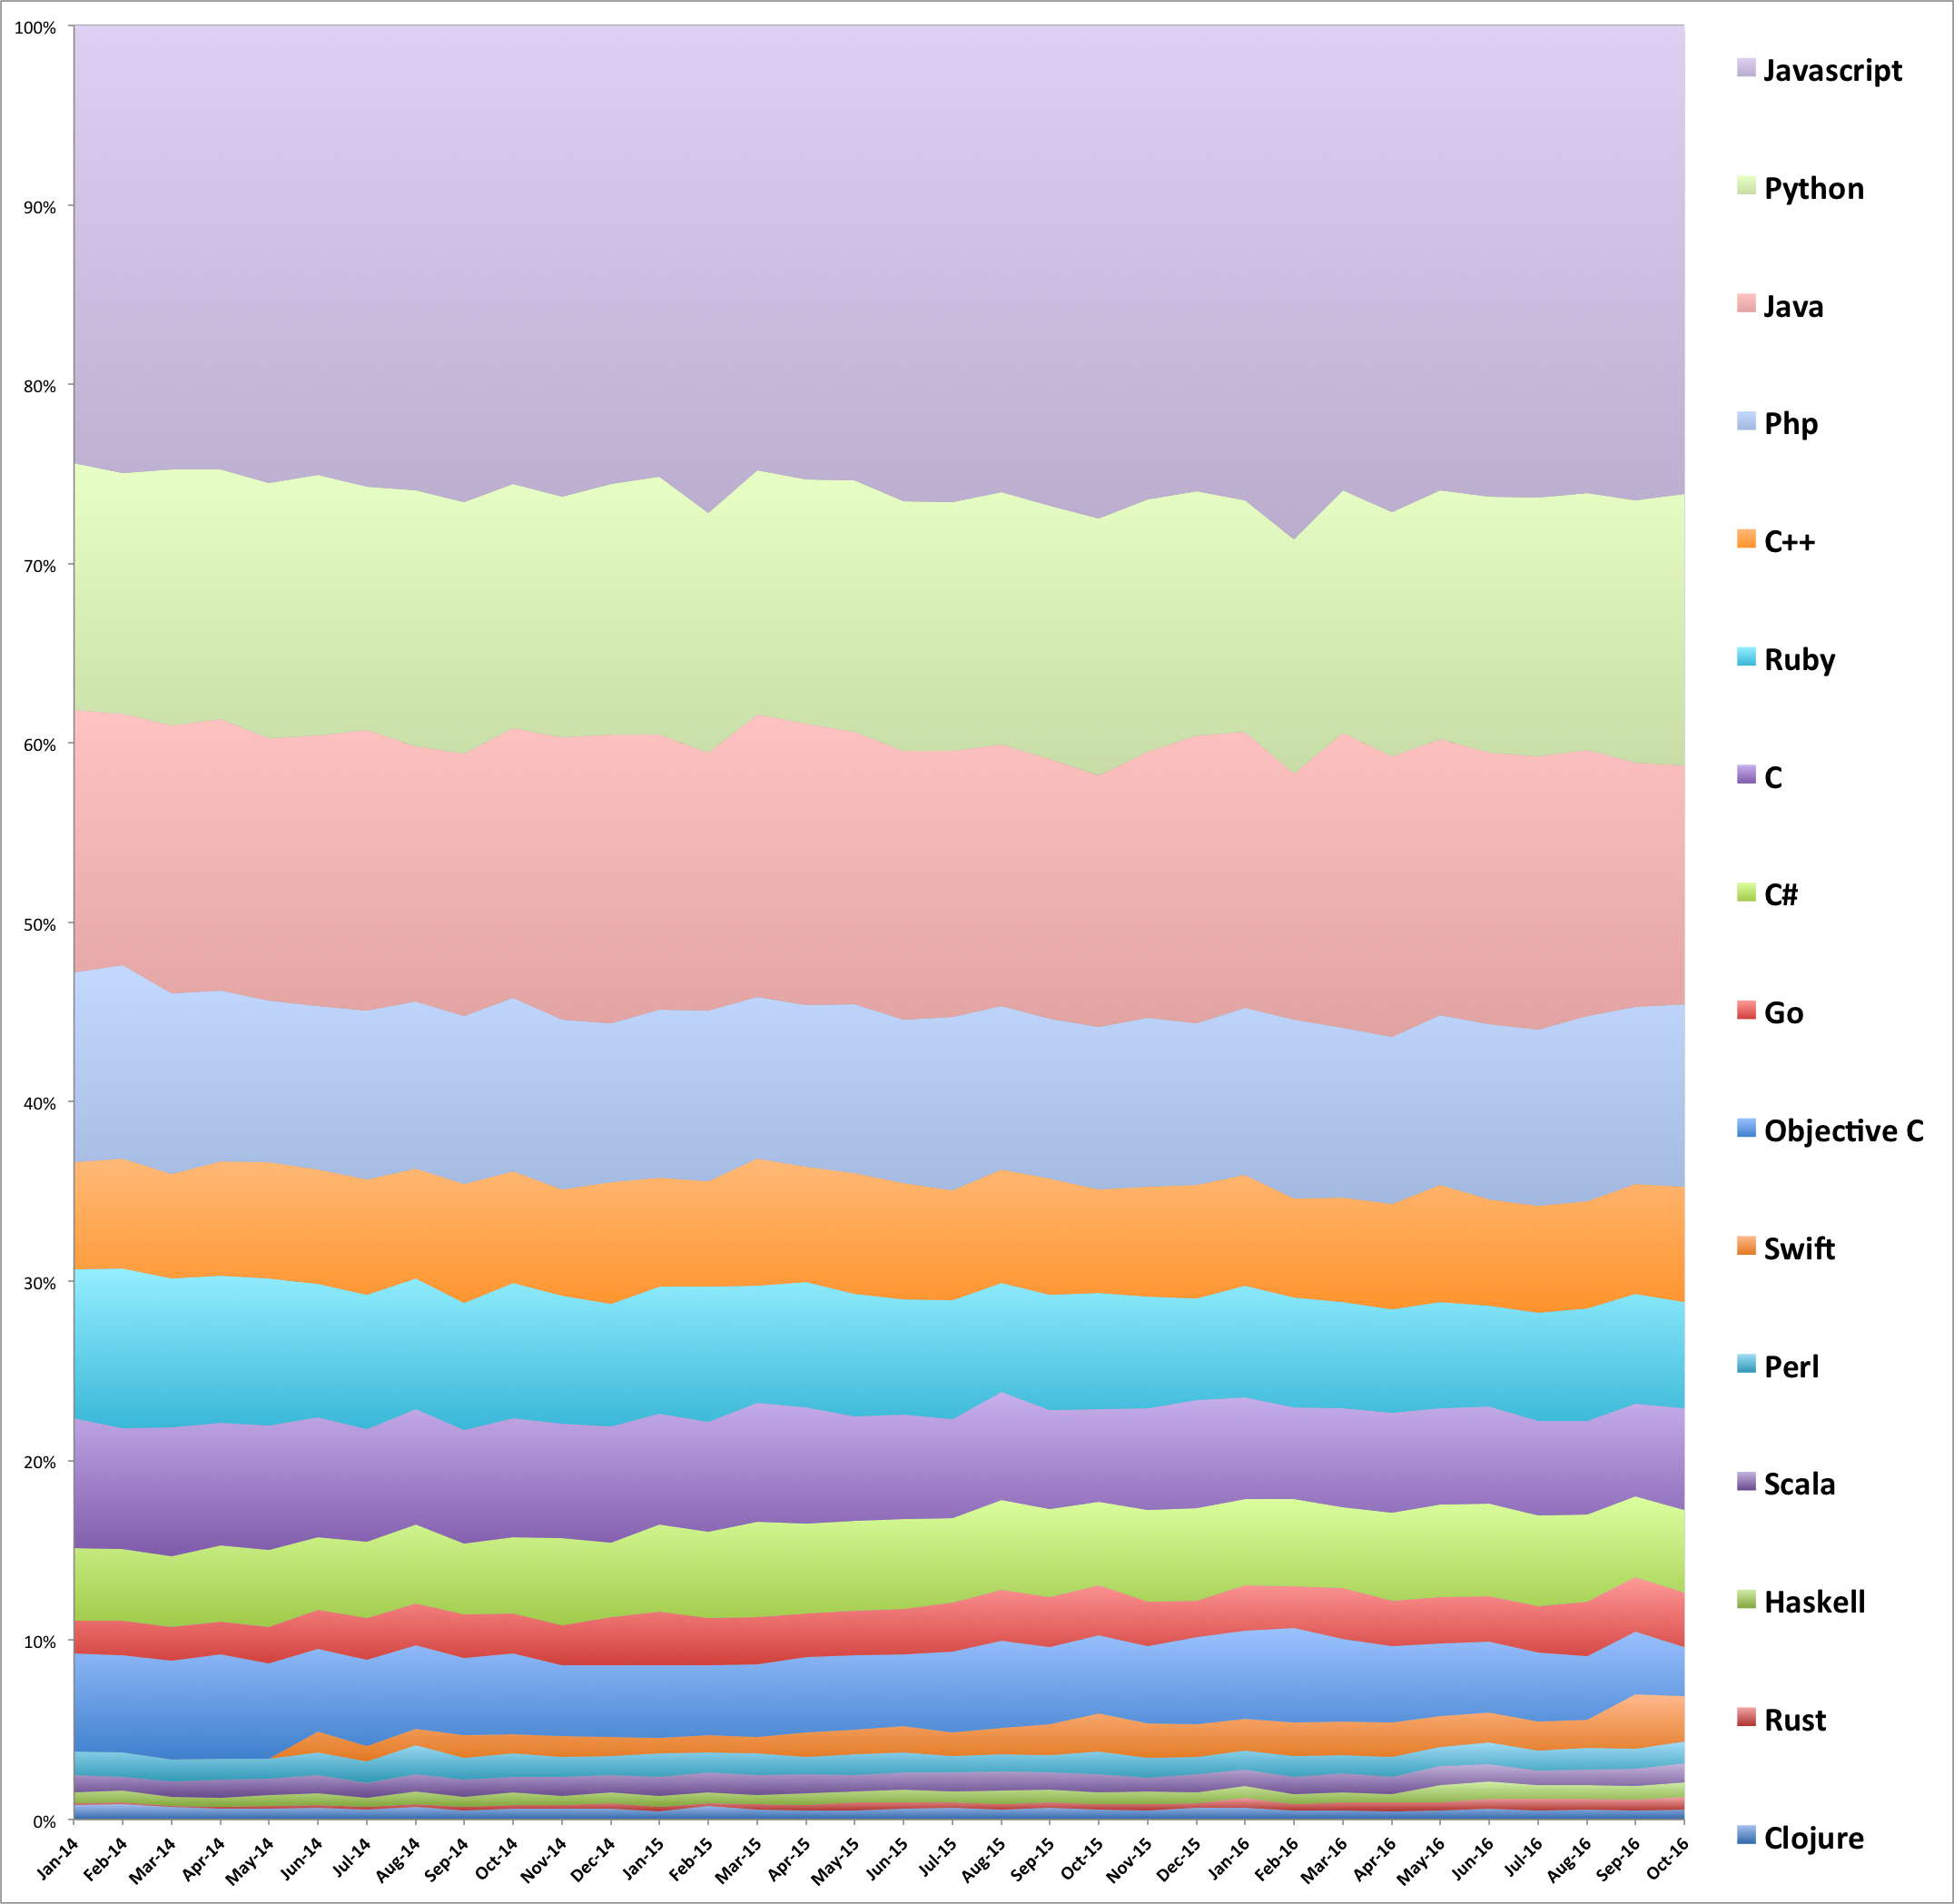 100%
90%
80%
70%
60%
50%
40%
30%
20%
10%
0%
Jan-14
Feb-14
Mar-14
Apr-14
May-14
Jun-14
Jul-14
Aug-14
Sep-14
Oct-14
Nov-14
Dec-14
Jan-15
Feb-15
Mar-15
Apr-15
May-15
Jun-15
Jul-15
Aug-15
Sep-15
Oct-15
Nov-15
Dec-15
Jan-16
Feb-16
Mar-16
Apr-16
May-16
Jun-16
Jul-16
Aug-16
Sep-16
Oct-16
Javascript
Python
Java
Php
C++
Ruby
C
C#
Go
Objective C
Swift
Perl
Scala
Haskell
Rust
Clojure